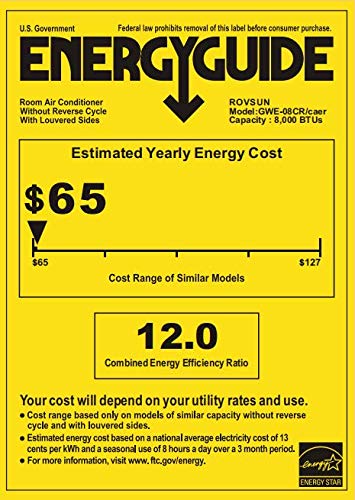 U.S. Government Federal law prohibits removal of this label before consumer purchase.
ENERGYGUIDE
Room Air Conditioner
Without Reverse Cycle
With Louvered Sides
ROVSUN
Model:GWE-08CR/caer
Capacity : 8,000 BTUs
Estimated Yearly Energy Cost
$65
$65 $127
Cost Range of Similar Models
12.0
Combined Energy Efficiency Ratio
Your cost will depend on your utility rates and use.
● Cost range based only on models of similar capacity without reverse
cycle and with louvered sides.
● Estimated energy cost based on a national average electricity cost of 13
cents per kWh and a seasonal use of 8 hours a day over a 3 month period.
● For more information, visit www.ftc.gov/energy.
energy
ENERGY STAR